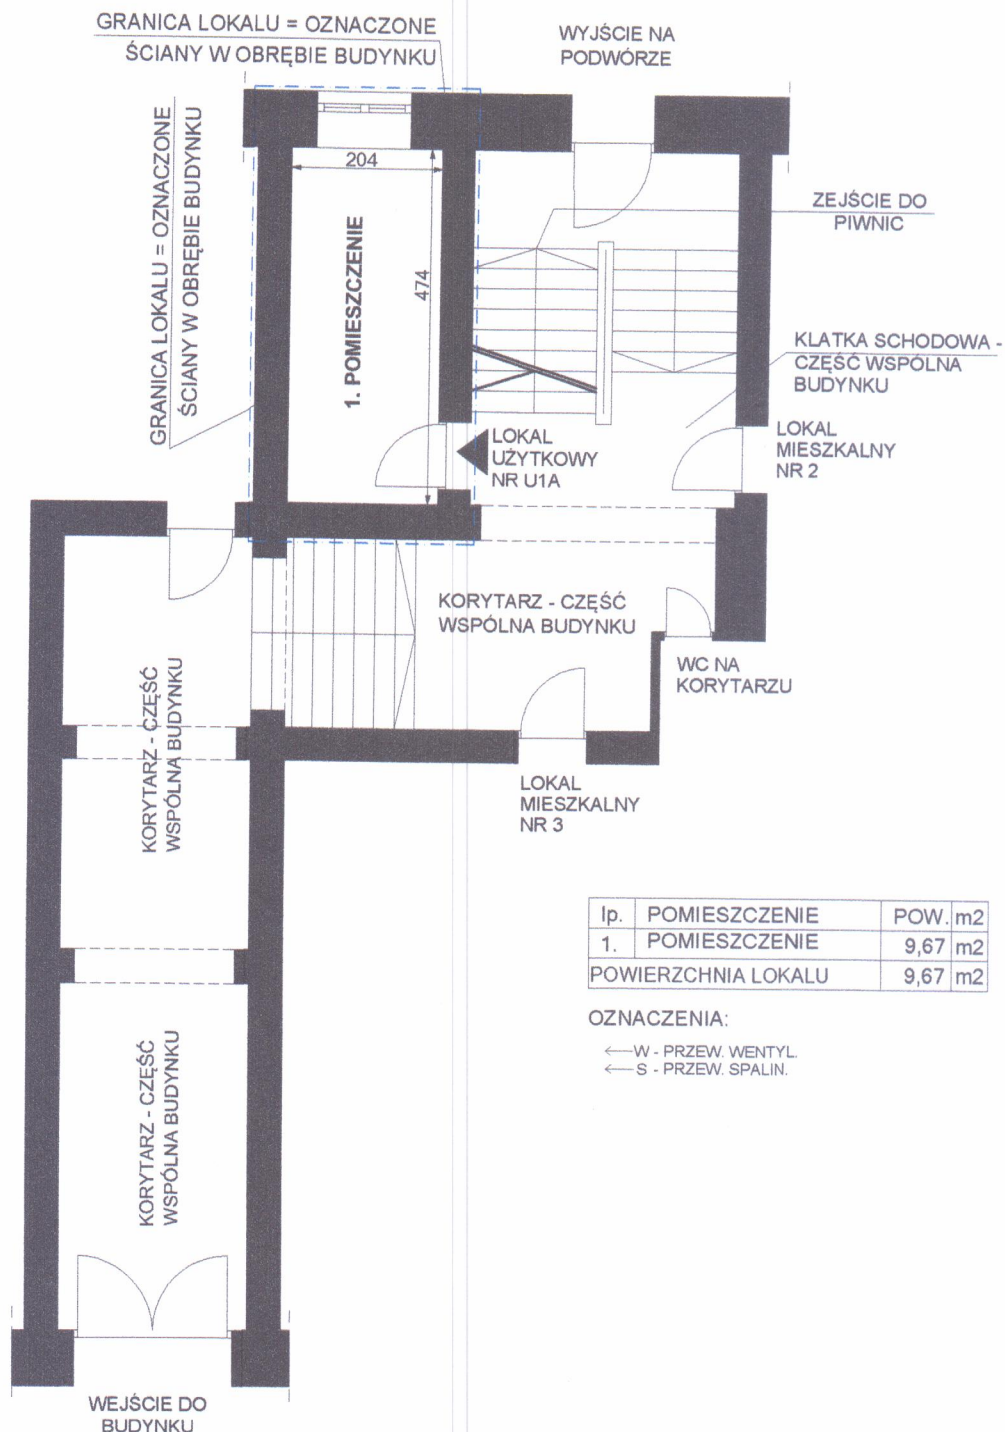 GRANICA LOKALU = OZNACZONE
ŚCIANY W OBRĘBIE BUDYNKU
WYJŚCIE NA
PODWÓRZE
GRANICA LOKALU = OZNACZONE
ŚCIANY W OBRĘBIE BUDYNKU
204
474
1. POMIESZCZENIE
ZEJŚCIE DO
PIWNIC
KLATKA SCHODOWA -
CZĘŚĆ WSPÓLNA
BUDYNKU
LOKAL
UŻYTKOWY
NR U1A
LOKAL
MIESZKALNY
NR 2
KORYTARZ - CZĘŚĆ
WSPÓLNA BUDYNKU
WC NA
KORYTARZU
KORYTARZ - CZĘŚĆ
WSPÓLNA BUDYNKU
LOKAL
MIESZKALNY
NR 3
lp. POMIESZCZENIE POW. m2
1. POMIESZCZENIE 9,67 m2
POWIERZCHNIA LOKALU 9,67 m2
OZNACZENIA:
W - PRZEW. WENTYL.
S - PRZEW. SPALIN.
KORYTARZ - CZĘŚĆ
WSPÓLNA BUDYNKU
WEJŚCIE DO
BUDYNKU